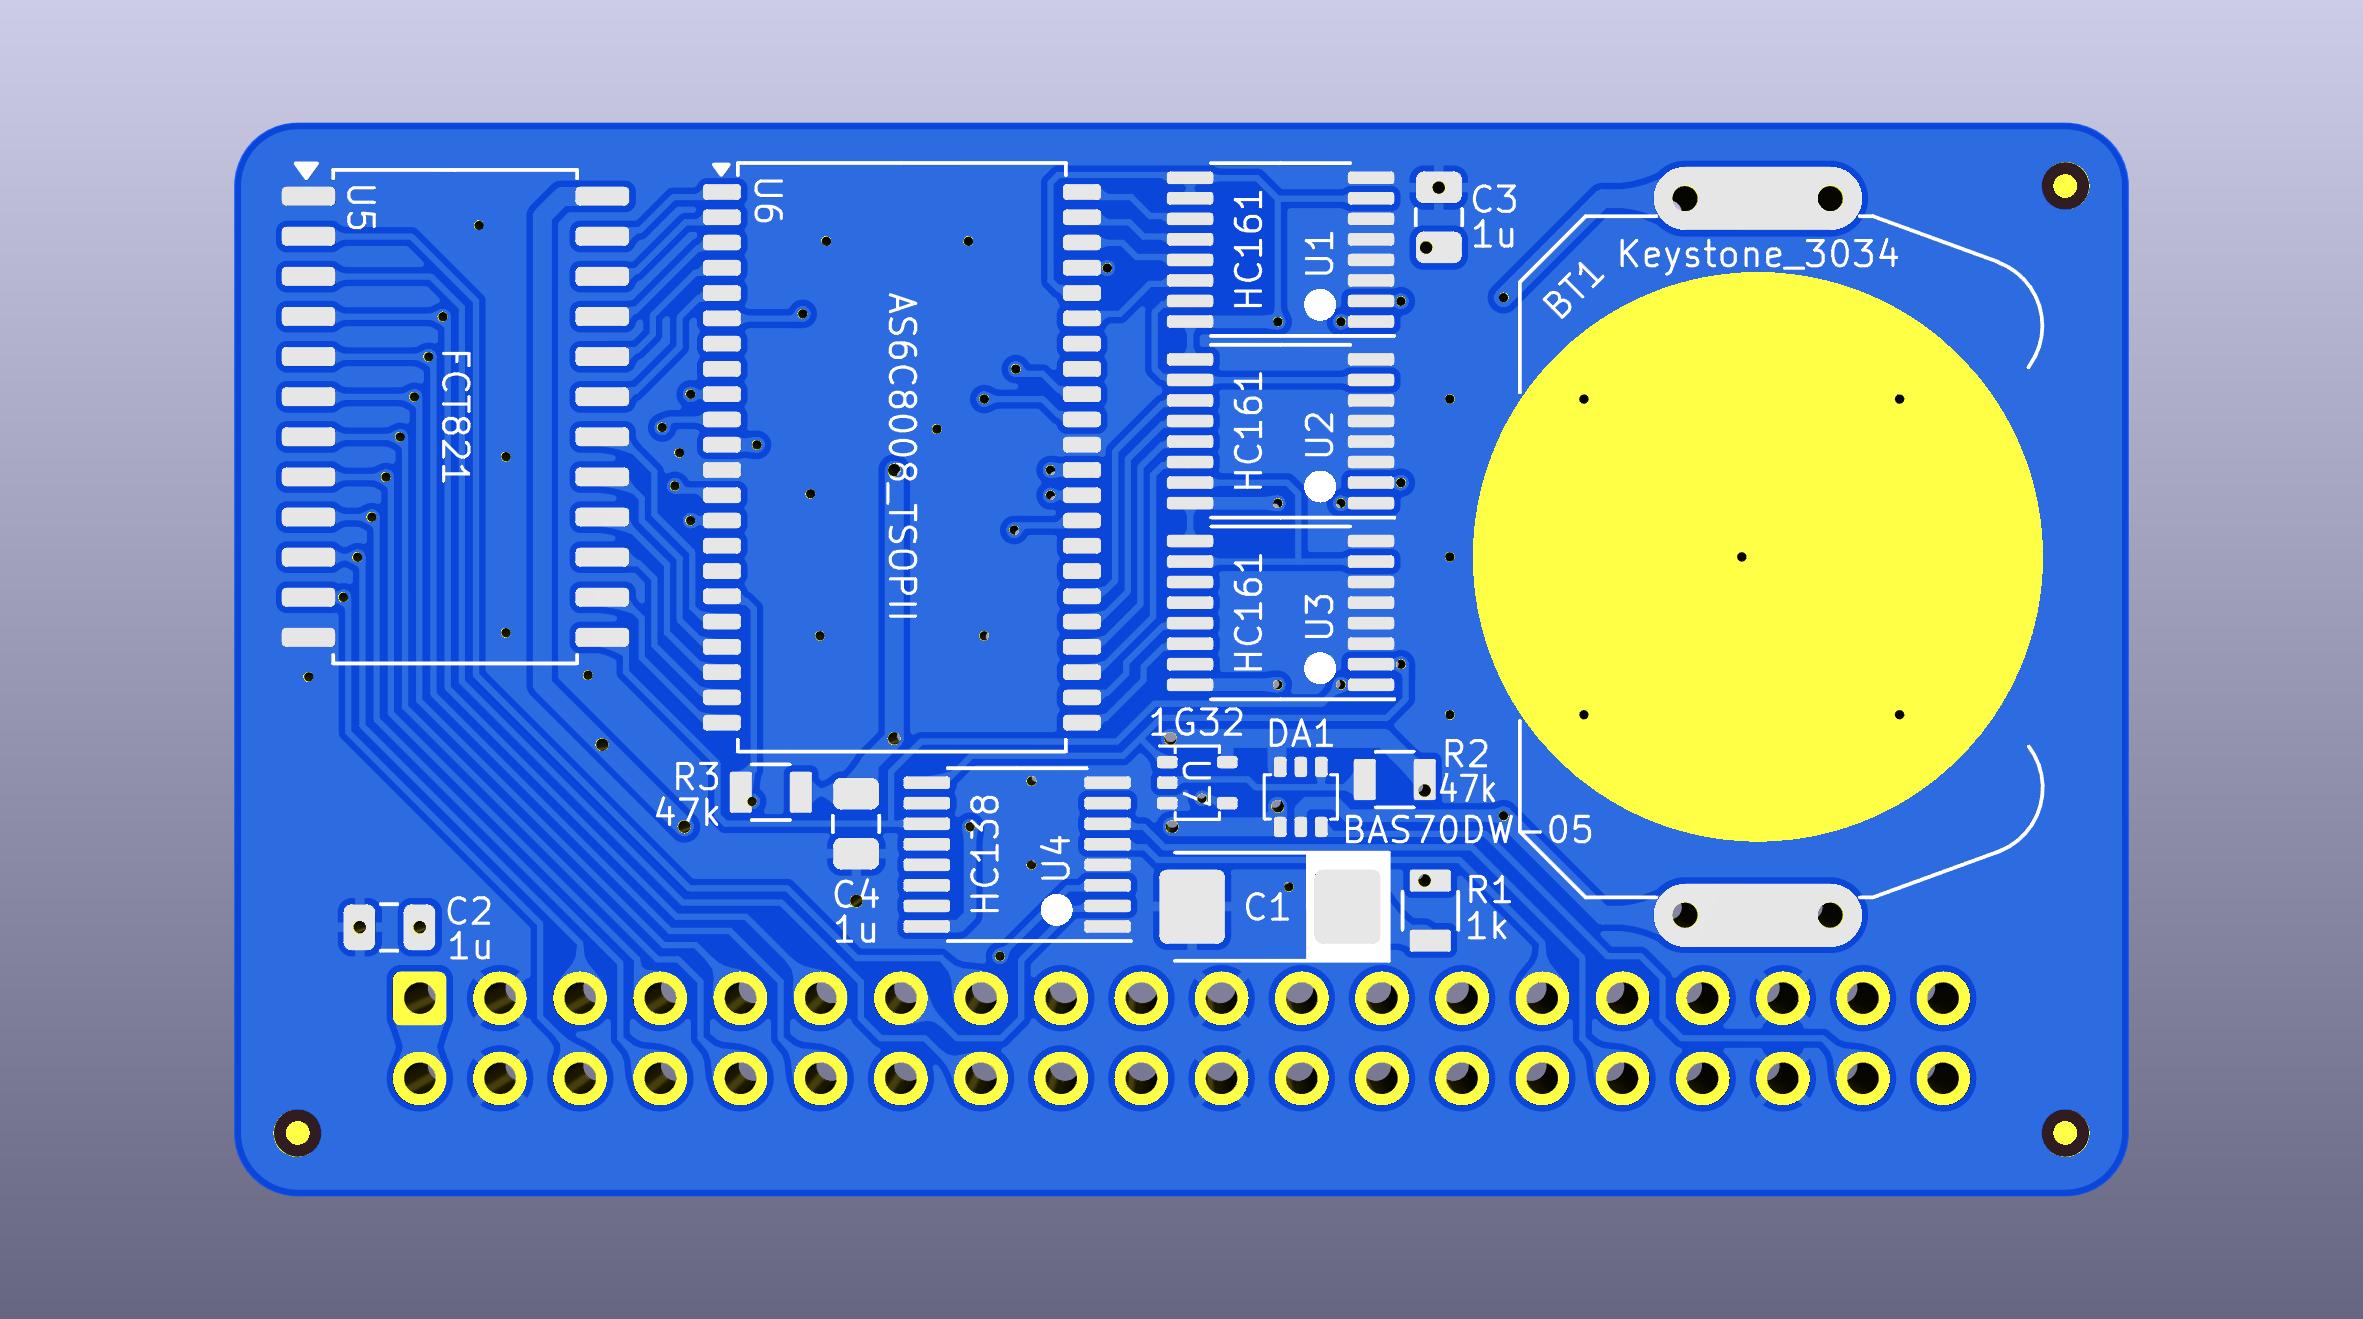 U5
FCT821
U6
AS6C8008_TSOPII
HC161
U1
C3
1u
BT1
Keystone_3034
HC161
U2
HC161
U3
1G32
U7
DA1
R2
47k
BAS70DW-05
R3
47k
C4
1u
HC138
U4
C1
R1
1k
C2
1u